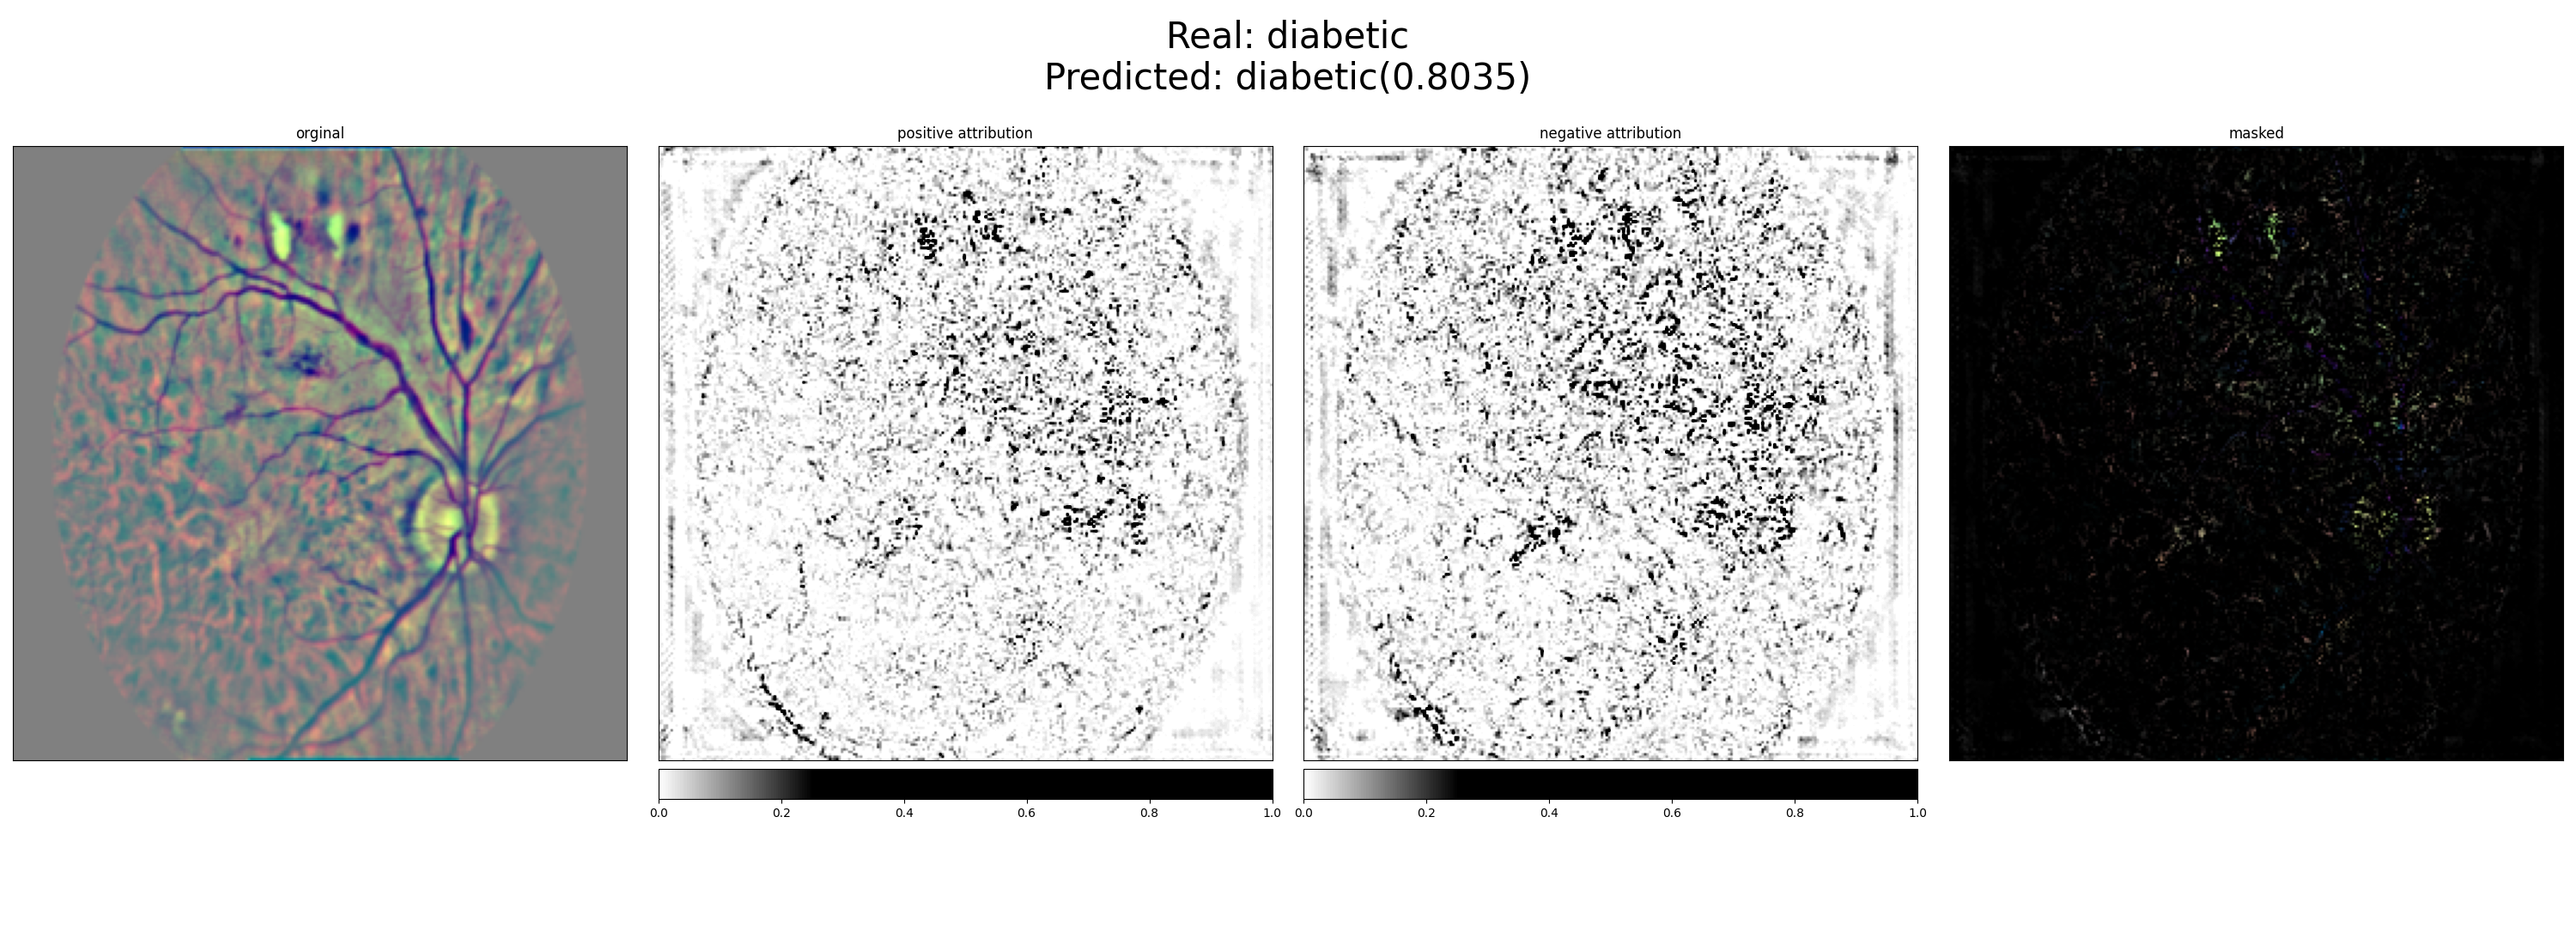 Real: diabetic
Predicted: diabetic(0.8035)
orginal
positive attribution
negative attribution
masked
0.0 0.2 0.4 0.6 0.8 1.0
0.0 0.2 0.4 0.6 0.8 1.0